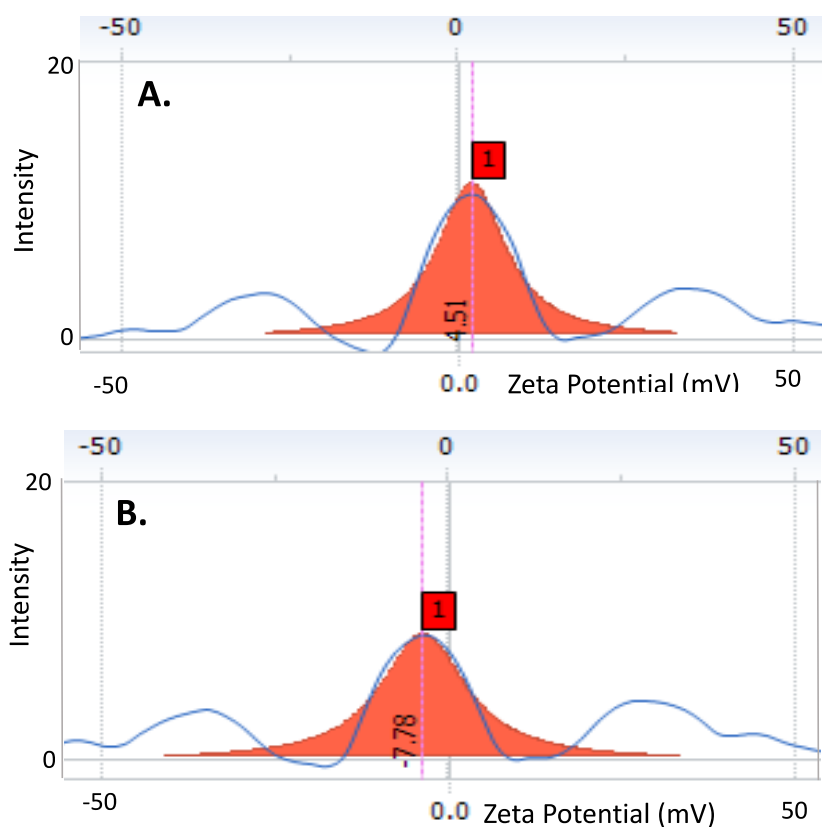 -50 0 50
20
A.
1
Intensity
4.51
0
-50 0.0 Zeta Potential (mV) 50
-50 0 50
20
B.
1
Intensity
-7.78
0
-50 0.0 Zeta Potential (mV) 50